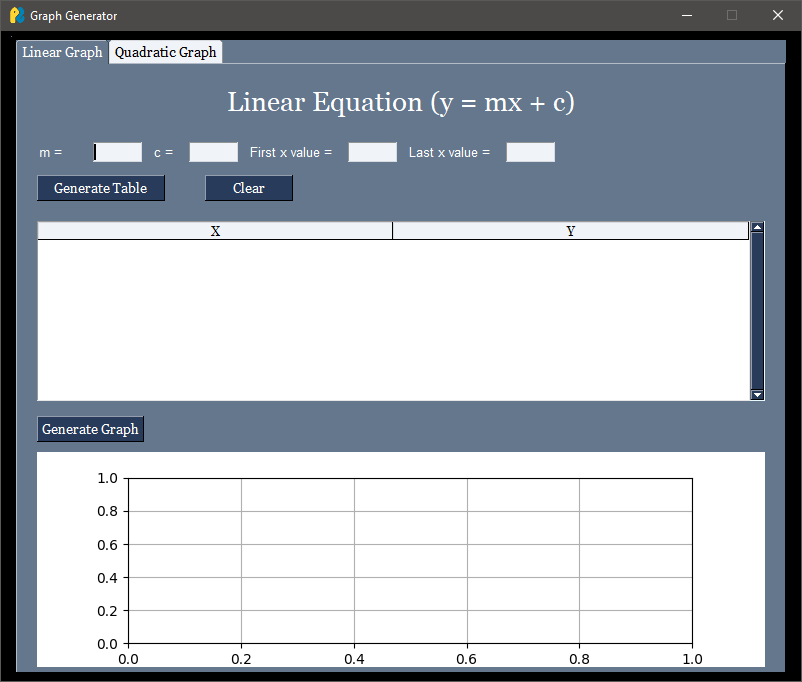 Graph Generator
Linear Graph Quadratic Graph
Linear Equation (y = mx + c)
m = c = First x value = Last x value =
Generate Table Clear
X Y
Generate Graph
1.0
0.8
0.6
0.4
0.2
0.0
0.0 0.2 0.4 0.6 0.8 1.0